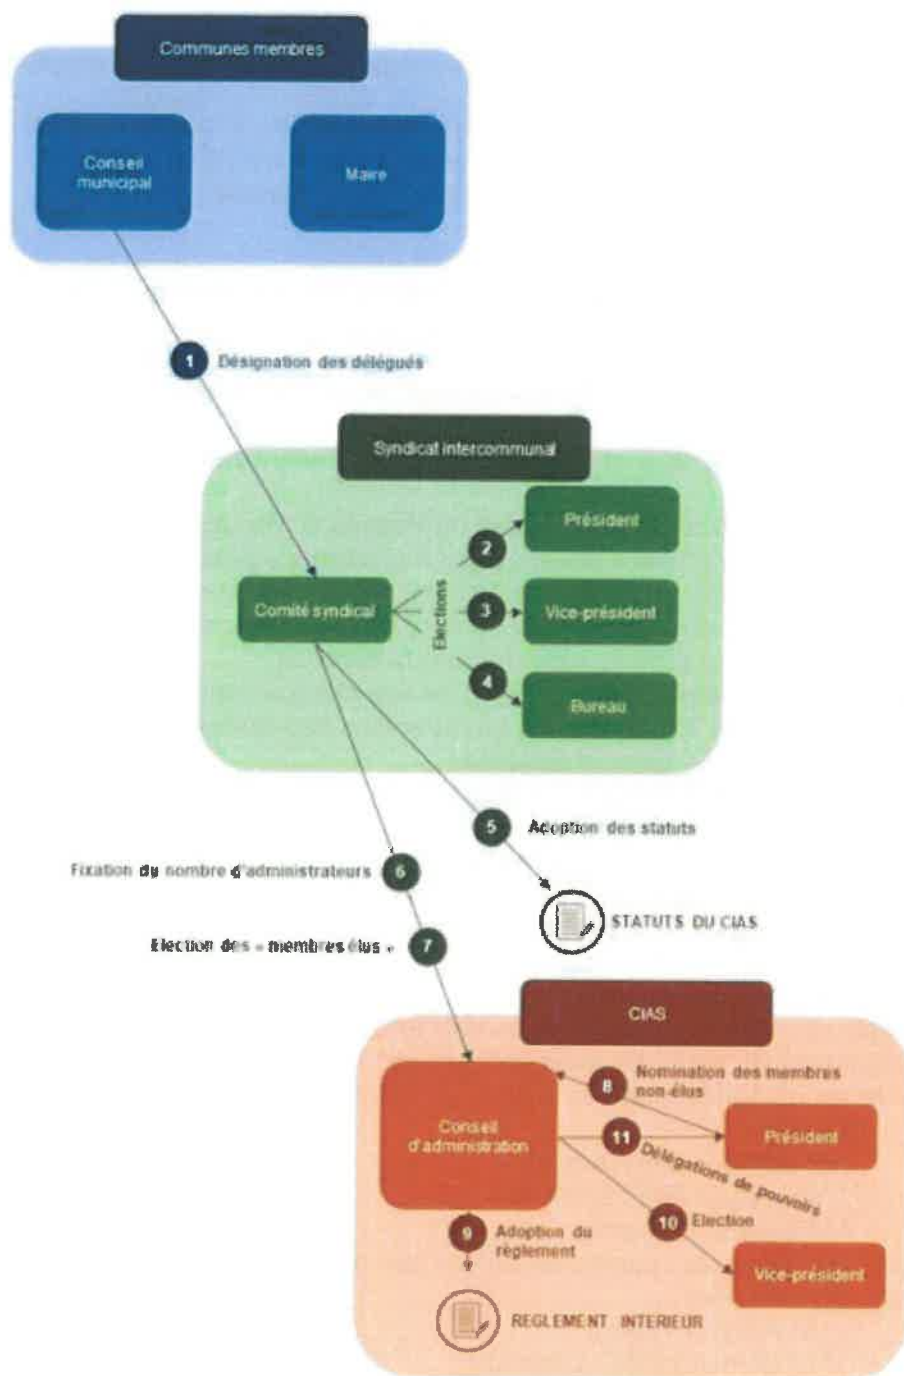 Communes membres
Conseil
municipal
Maire
1
Désignation des délégués
Syndicat intercommunal
Président
2
Elections
Comité syndical
3
Vice-président
4
Bureau
5
Adoption des statuts
Fixation du nombre d'administrateurs
6
STATUTS DU CIAS
Election des « membres élus »
7
CIAS
8
Nomination des membres
non-élus
Conseil
d'administration
11
Président
Délégations de pouvoirs
10
Election
9
Adoption du
règlement
Vice-président
REGLEMENT INTERIEUR